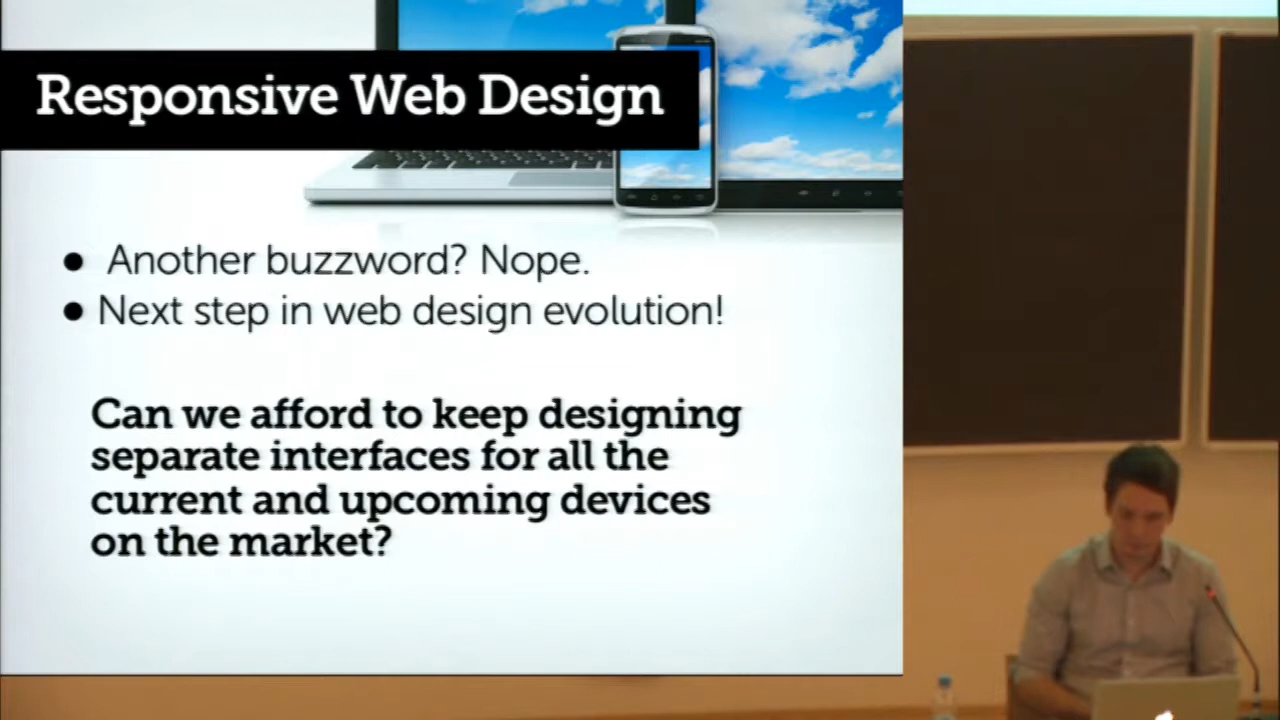 Responsive Web Design
● Another buzzword? Nope.
● Next step in web design evolution!
Can we afford to keep designing
separate interfaces for all the
current and upcoming devices
on the market?